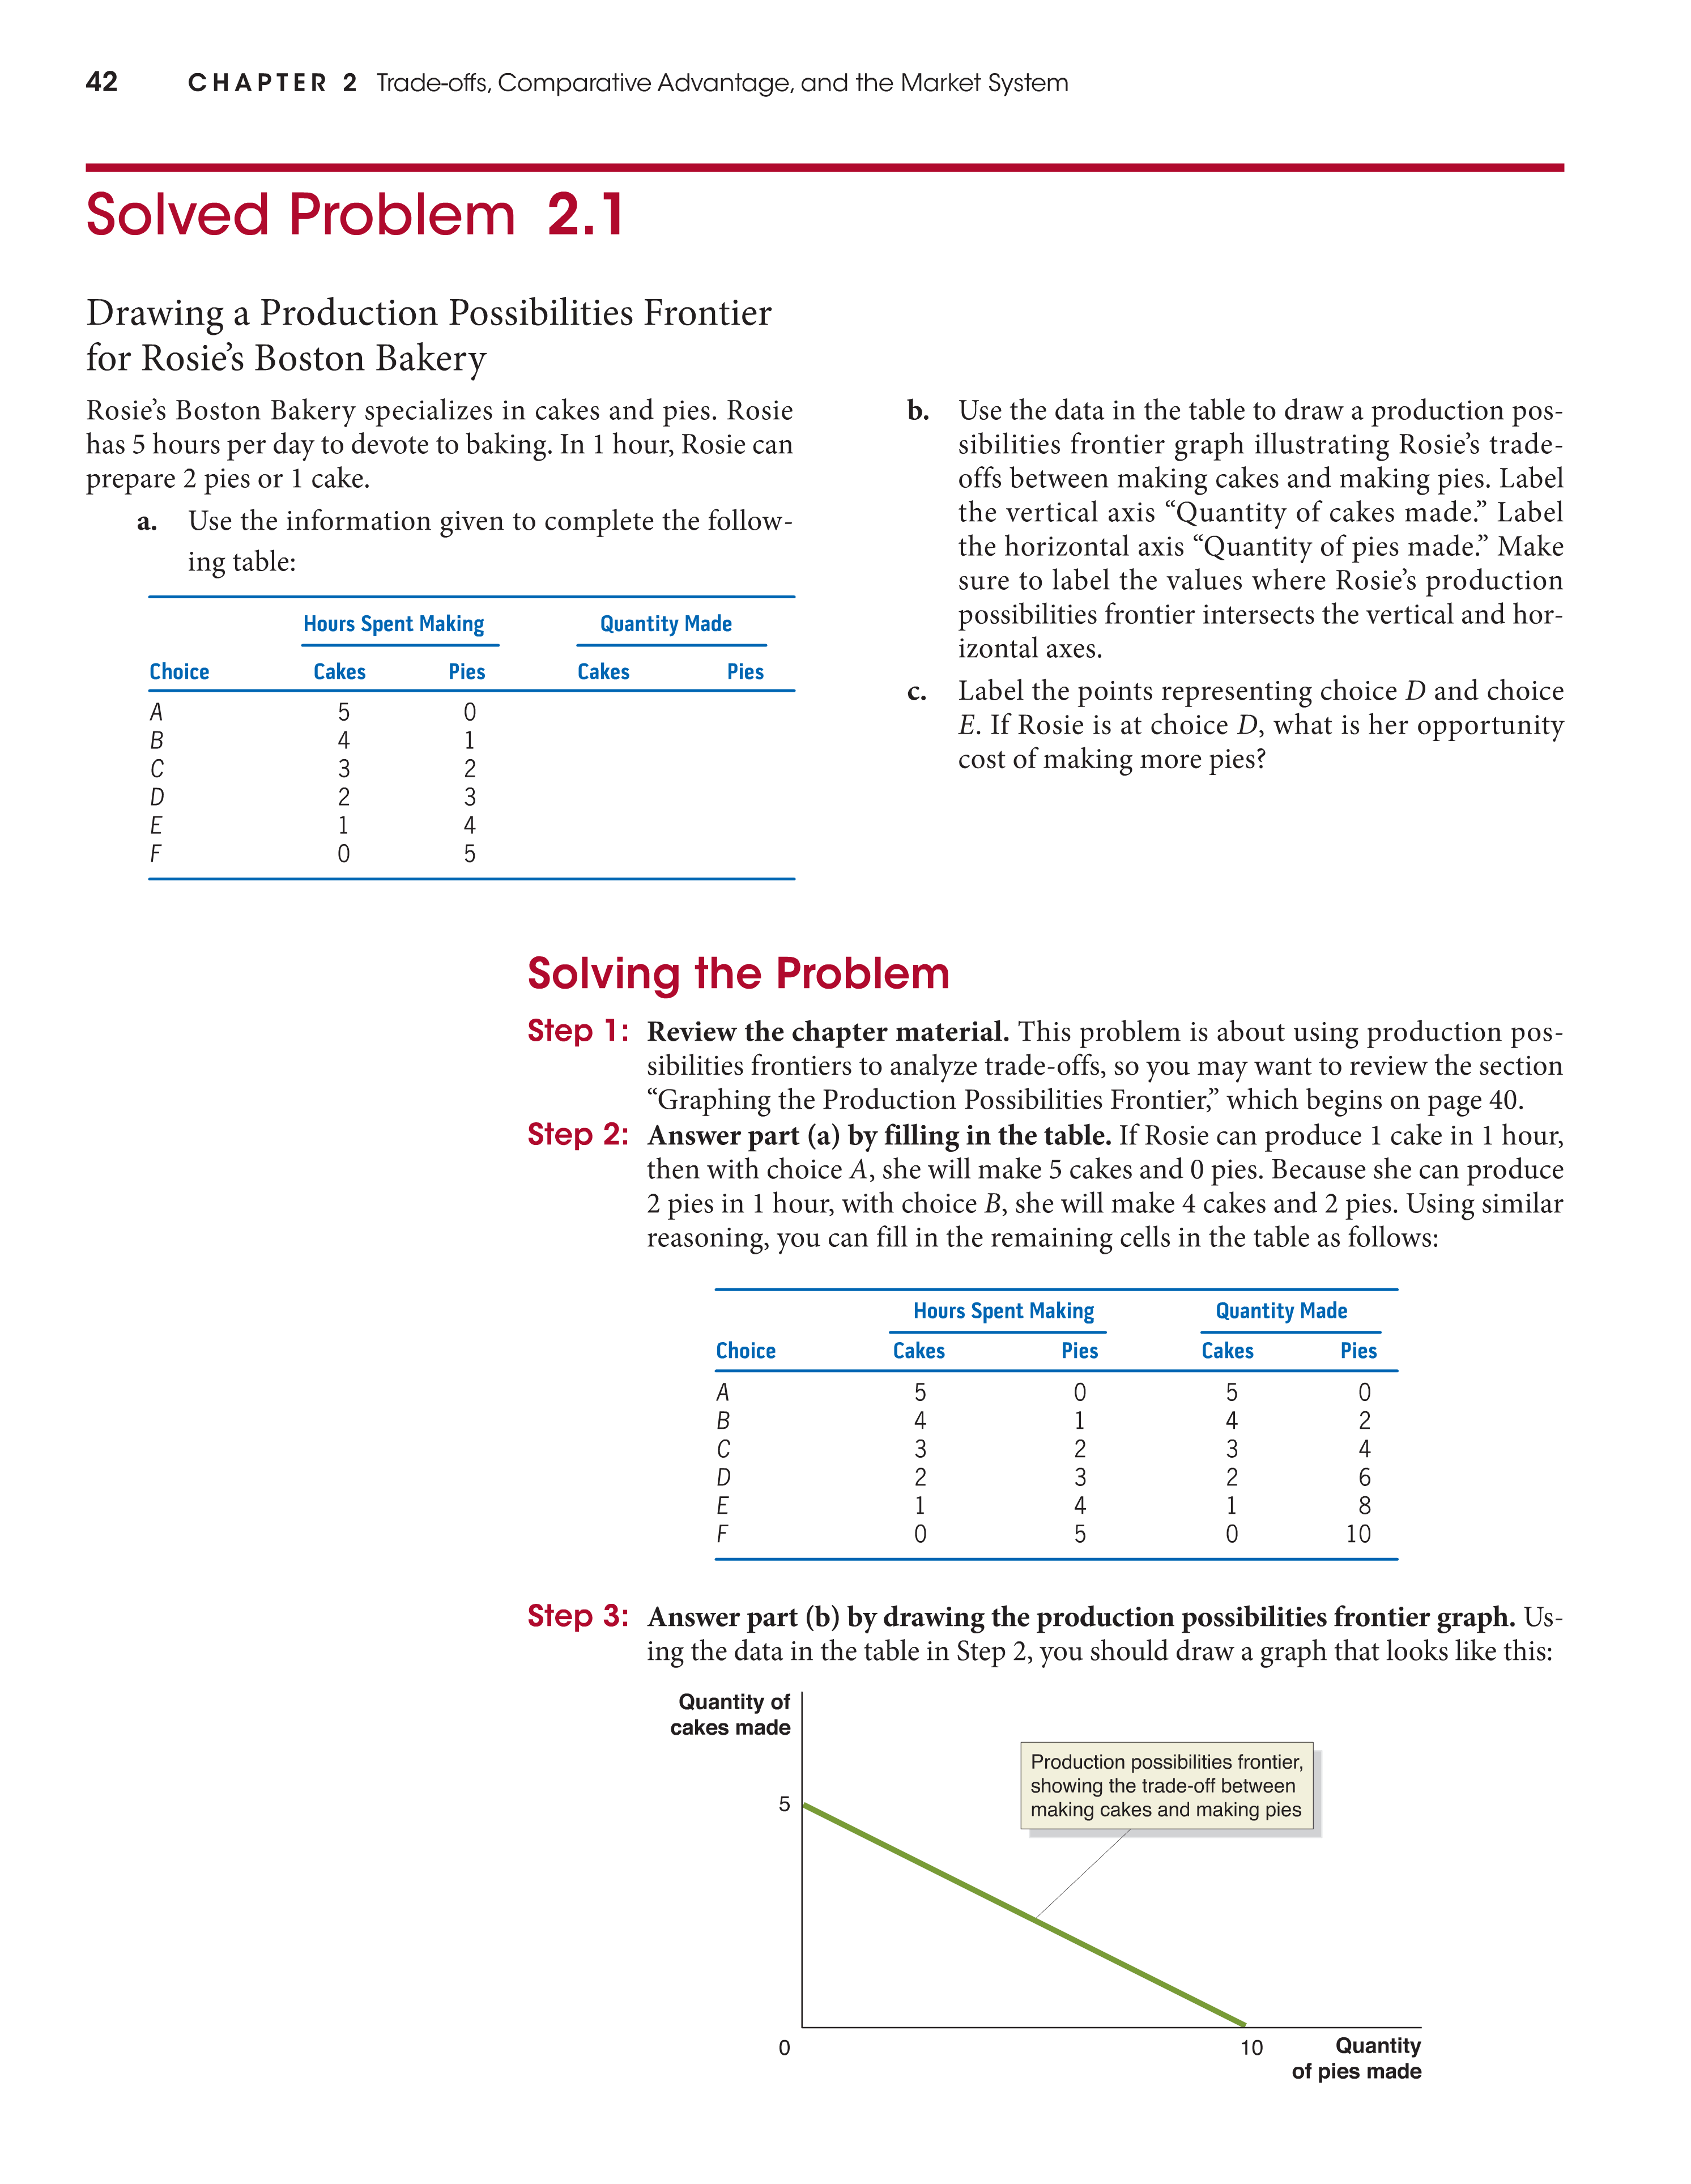 42 CHAPTER 2 Trade-offs, Comparative Advantage, and the Market System
Solved Problem 2.1
Drawing a Production Possibilities Frontier
for Rosie’s Boston Bakery
Rosie’s Boston Bakery specializes in cakes and pies. Rosie
has 5 hours per day to devote to baking. In 1 hour, Rosie can
prepare 2 pies or 1 cake.
a. Use the information given to complete the follow-
ing table:
Hours Spent Making Quantity Made
Choice Cakes Pies Cakes Pies
A 5 0
B 4 1
C 3 2
D 2 3
E 1 4
F 0 5
b. Use the data in the table to draw a production pos-
sibilities frontier graph illustrating Rosie’s trade-
offs between making cakes and making pies. Label
the vertical axis “Quantity of cakes made.” Label
the horizontal axis “Quantity of pies made.” Make
sure to label the values where Rosie’s production
possibilities frontier intersects the vertical and hor-
izontal axes.
c. Label the points representing choice D and choice
E. If Rosie is at choice D, what is her opportunity
cost of making more pies?
Solving the Problem
Step 1: Review the chapter material. This problem is about using production pos-
sibilities frontiers to analyze trade-offs, so you may want to review the section
“Graphing the Production Possibilities Frontier,” which begins on page 40.
Step 2: Answer part (a) by filling in the table. If Rosie can produce 1 cake in 1 hour,
then with choice A, she will make 5 cakes and 0 pies. Because she can produce
2 pies in 1 hour, with choice B, she will make 4 cakes and 2 pies. Using similar
reasoning, you can fill in the remaining cells in the table as follows:
Hours Spent Making Quantity Made
Choice Cakes Pies Cakes Pies
A 5 0 5 0
B 4 1 4 2
C 3 2 3 4
D 2 3 2 6
E 1 4 1 8
F 0 5 0 10
Step 3: Answer part (b) by drawing the production possibilities frontier graph. Us-
ing the data in the table in Step 2, you should draw a graph that looks like this:
Quantity of
cakes made
Production possibilities frontier,
showing the trade-off between
making cakes and making pies
5
0 10 Quantity
of pies made